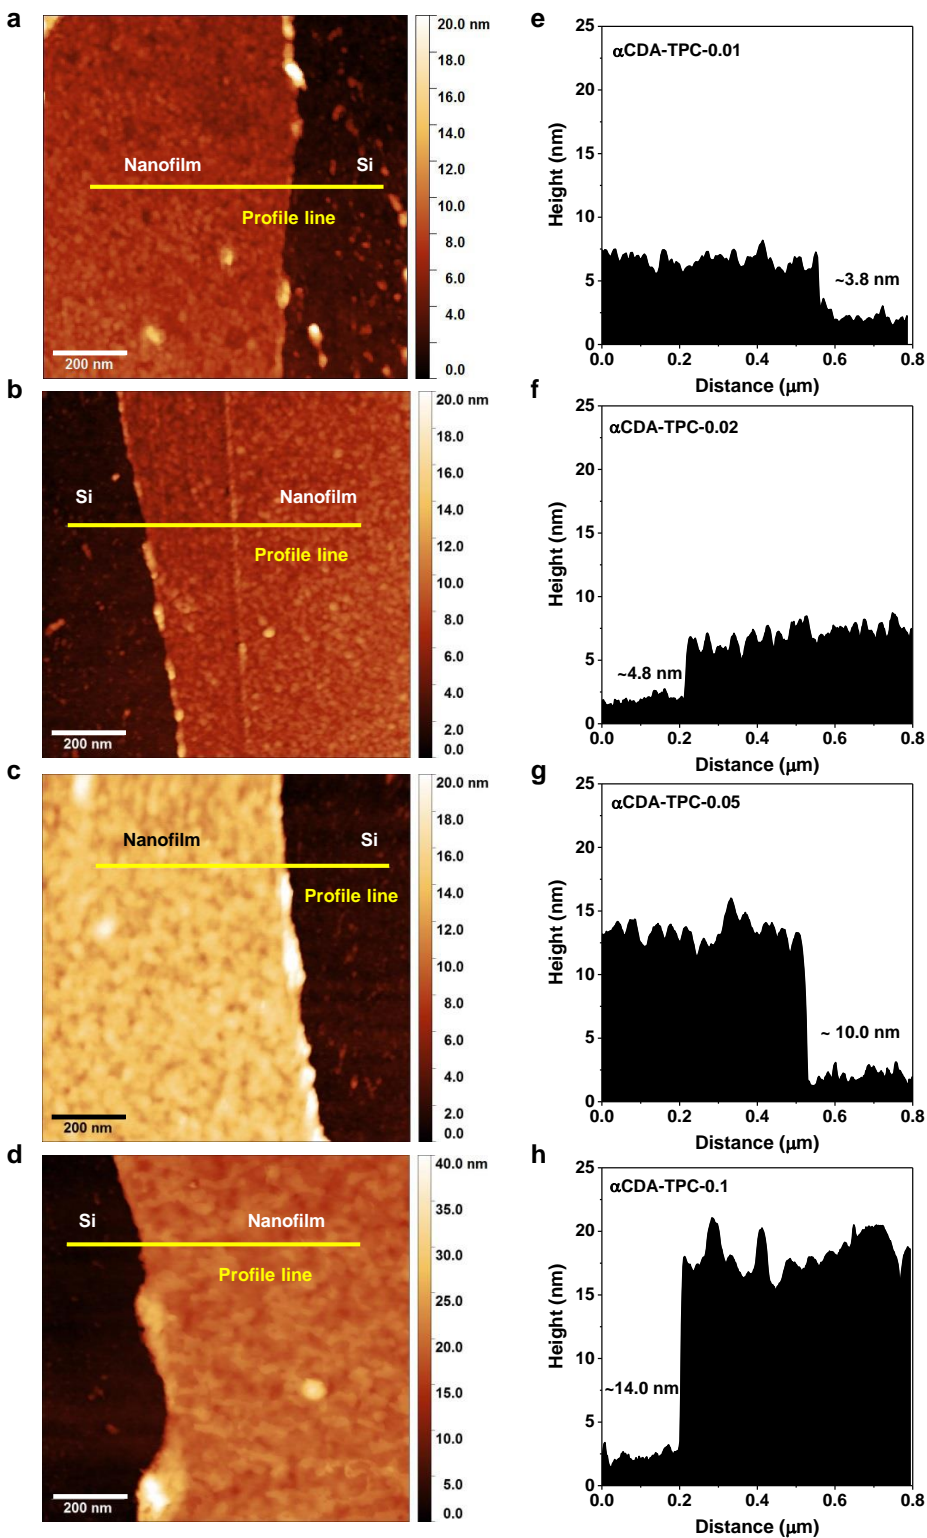 a
Nanofilm
Si
Profile line
200 nm
20.0 nm
18.0
16.0
14.0
12.0
10.0
8.0
6.0
4.0
0.0
e
αCDA-TPC-0.01
~3.8 nm
Height (nm)
25
20
15
10
5
0
0.0 0.2 0.4 0.6 0.8
Distance (μm)
b
Si
Nanofilm
Profile line
200 nm
20.0 nm
18.0
16.0
14.0
12.0
10.0
8.0
6.0
4.0
2.0
0.0
f
αCDA-TPC-0.02
~4.8 nm
Height (nm)
25
20
15
10
5
0
0.0 0.2 0.4 0.6 0.8
Distance (μm)
c
Nanofilm
Si
Profile line
200 nm
20.0 nm
18.0
16.0
14.0
12.0
10.0
8.0
6.0
4.0
2.0
0.0
g
αCDA-TPC-0.05
~ 10.0 nm
Height (nm)
25
20
15
10
5
0
0.0 0.2 0.4 0.6 0.8
Distance (μm)
d
Si
Nanofilm
Profile line
200 nm
40.0 nm
35.0
30.0
25.0
20.0
15.0
10.0
5.0
0.0
h
αCDA-TPC-0.1
~14.0 nm
Height (nm)
25
20
15
10
5
0
0.0 0.2 0.4 0.6 0.8
Distance (μm)